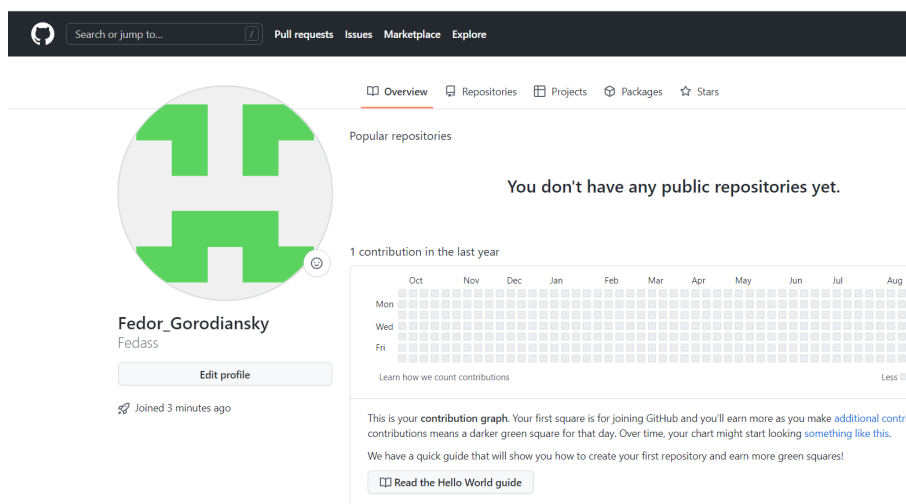 Search or jump to... / Pull requests Issues Marketplace Explore
Overview Repositories Projects Packages Stars
Popular repositories
You don't have any public repositories yet.
1 contribution in the last year
Oct Nov Dec Jan Feb Mar Apr May Jun Jul Aug
Mon
Wed
Fri
Learn how we count contributions Less
Fedor_Gorodiansky
Fedass
Edit profile
Joined 3 minutes ago
This is your contribution graph. Your first square is for joining GitHub and you'll earn more as you make additional contr
contributions means a darker green square for that day. Over time, your chart might start looking something like this.
We have a quick guide that will show you how to create your first repository and earn more green squares!
Read the Hello World guide